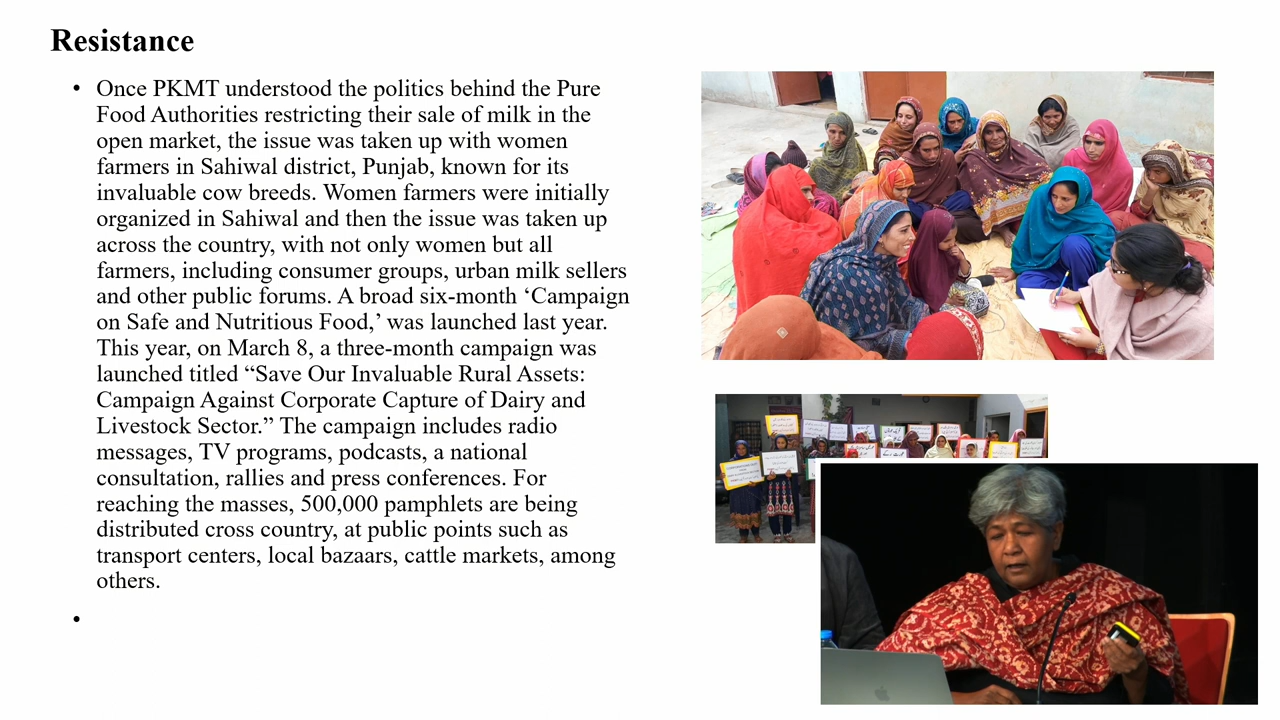 Resistance
• Once PKMT understood the politics behind the Pure
Food Authorities restricting their sale of milk in the
open market, the issue was taken up with women
farmers in Sahiwal district, Punjab, known for its
invaluable cow breeds. Women farmers were initially
organized in Sahiwal and then the issue was taken up
across the country, with not only women but all
farmers, including consumer groups, urban milk sellers
and other public forums. A broad six-month ‘Campaign
on Safe and Nutritious Food,’ was launched last year.
This year, on March 8, a three-month campaign was
launched titled “Save Our Invaluable Rural Assets:
Campaign Against Corporate Capture of Dairy and
Livestock Sector.” The campaign includes radio
messages, TV programs, podcasts, a national
consultation, rallies and press conferences. For
reaching the masses, 500,000 pamphlets are being
distributed cross country, at public points such as
transport centers, local bazaars, cattle markets, among
others.
•